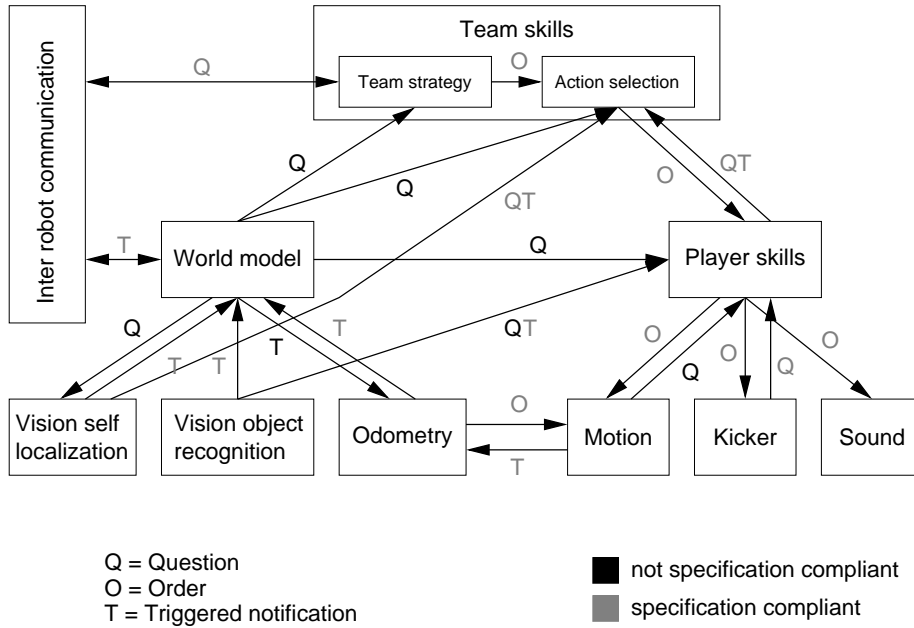 Team skills
Q
O
Team strategy
Action selection
Inter robot communication
Q
Q
QT
O
QT
T
World model
Q
Player skills
Q
T
QT
O
O
T
T
T
Q
O
Q
Vision self
localization
Vision object
recognition
Odometry
O
T
Motion
Kicker
Sound
Q = Question
O = Order
T = Triggered notification
not specification compliant
specification compliant